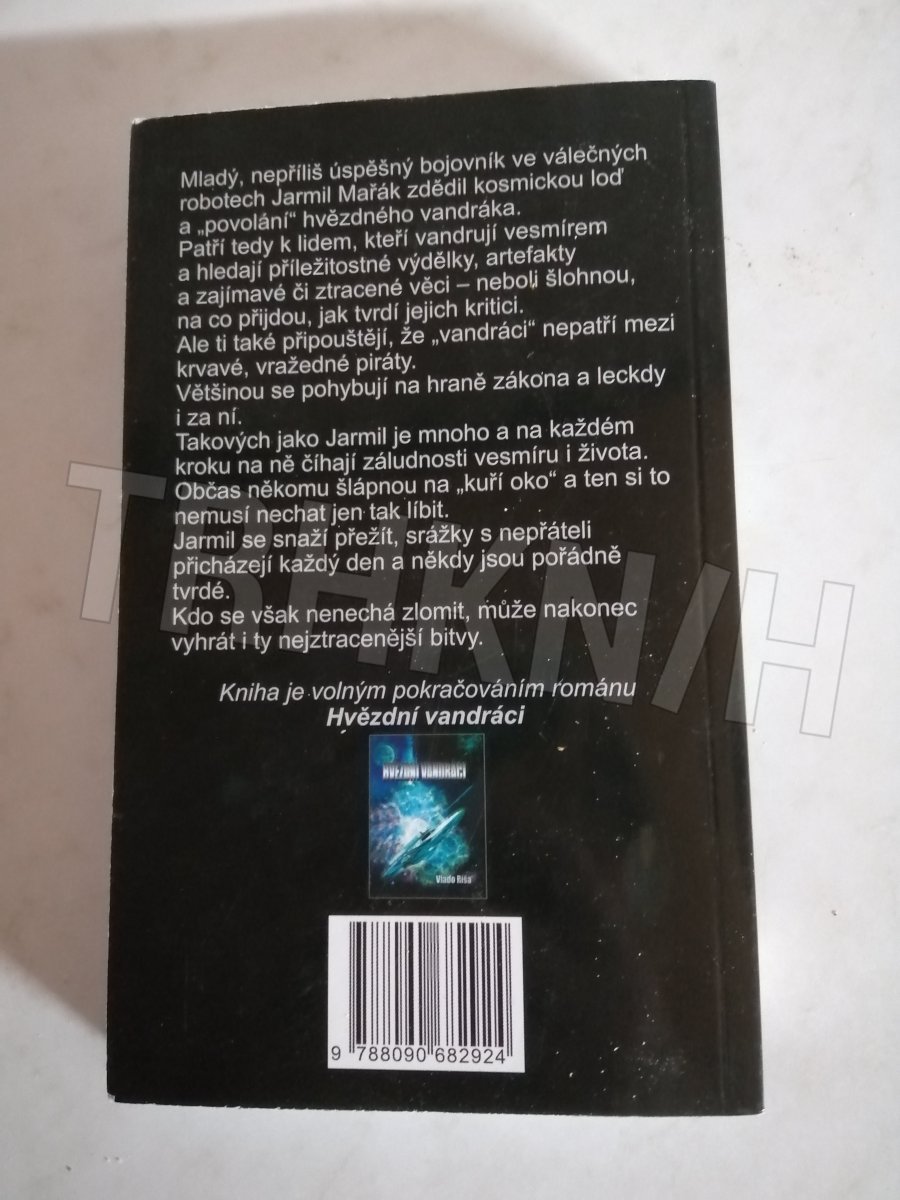 Mladý, nepříliš úspěšný bojovník ve válečných
robotech Jarmil Mařák zdědil kosmickou loď
a „povolání“ hvězdného vandráka.
Patří tedy k lidem, kteří vandrují vesmírem
a hledají příležitostné výdělky, artefakty
a zajímavé či ztracené věci – neboli šlohnou,
na co přijdou, jak tvrdí jejich kritici.
Ale ti také připouštějí, že „vandráci“ nepatří mezi
krvavé, vražedné piráty.
Většinou se pohybují na hraně zákona a leckdy
i za ní.
Takových jako Jarmil je mnoho a na každém
kroku na ně číhají záludnosti vesmíru i života.
Občas někomu šlápnou na „kuří oko“ a ten si to
nemusí nechat jen tak líbit.
Jarmil se snaží přežít, srážky s nepřáteli
přicházejí každý den a někdy jsou pořádně
tvrdé.
Kdo se však nenechá zlomit, může nakonec
vyhrát i ty nejztracenější bitvy.
Kniha je volným pokračováním románu
Hvězdní vandráci
HVĚZDNÍ VANDRÁCI
Vlado Ríša
9 788090 682924
TRHKNIH